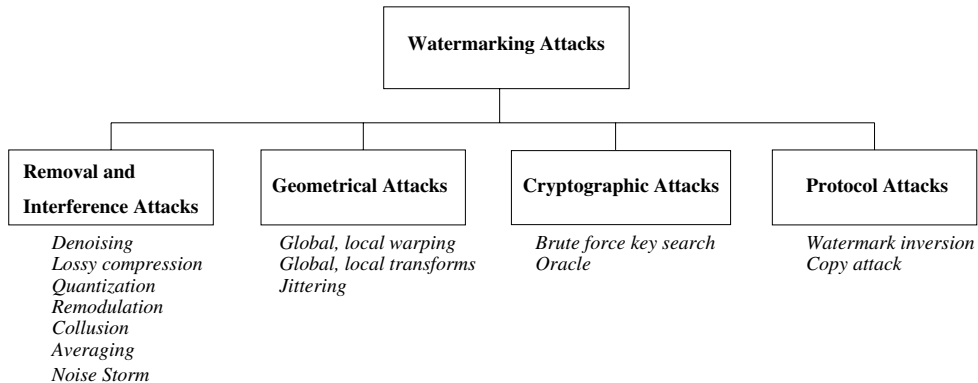 Watermarking Attacks
Removal and
Interference Attacks
Denoising
Lossy compression
Quantization
Remodulation
Collusion
Averaging
Noise Storm
Geometrical Attacks
Global, local warping
Global, local transforms
Jittering
Cryptographic Attacks
Brute force key search
Oracle
Protocol Attacks
Watermark inversion
Copy attack